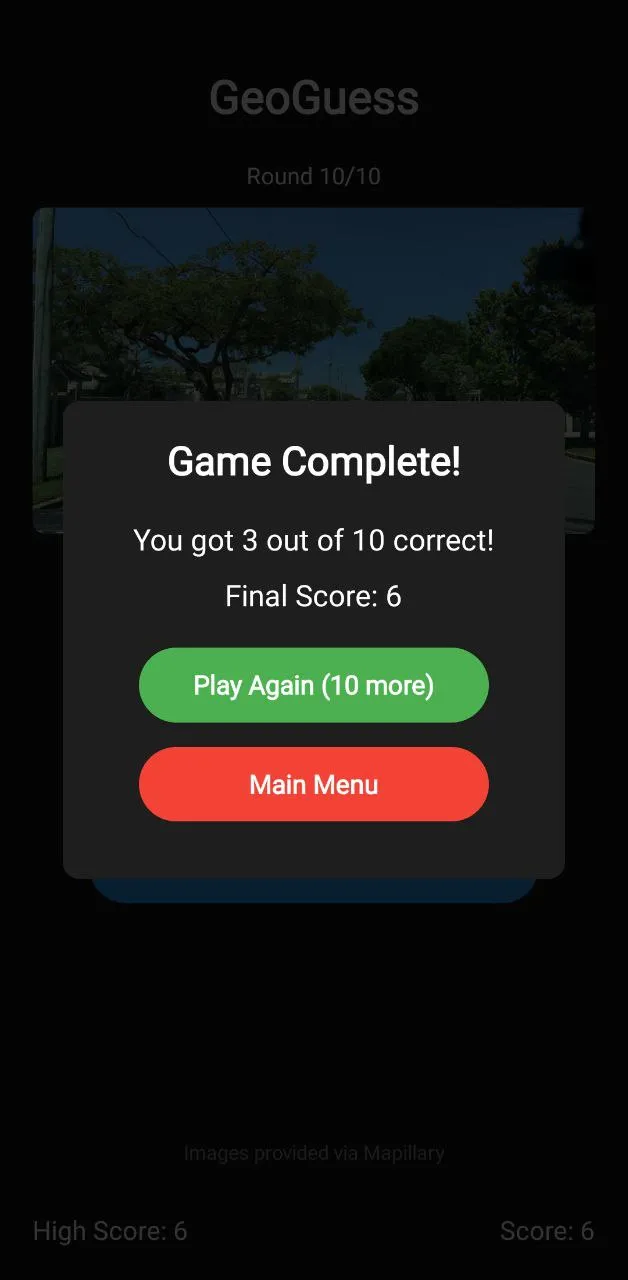 GeoGuess
Round 10/10
Game Complete!
You got 3 out of 10 correct!
Final Score: 6
Play Again (10 more)
Main Menu
Images provided via Mapillary
High Score: 6
Score: 6